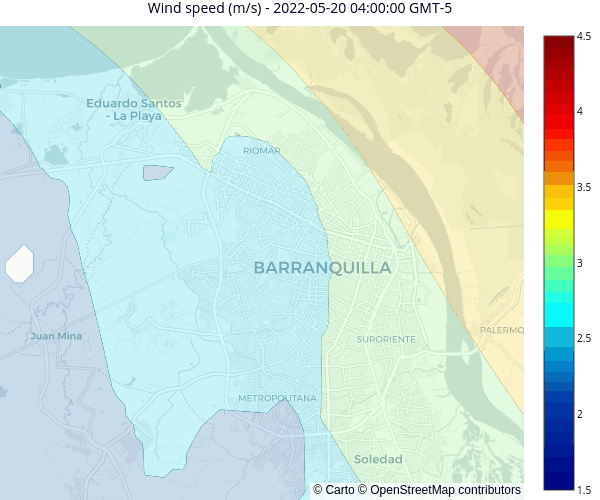 Wind speed (m/s) - 2022-05-20 04:00:00 GMT-5
4.5
4
3.5
3
2.5
2
1.5
Eduardo Santos
- La Playa
RIOMAR
BARRANQUILLA
Juan Mina
SURORIENTE
PALERMO
METROPOLITANA
Soledad
© Carto © OpenStreetMap contributors